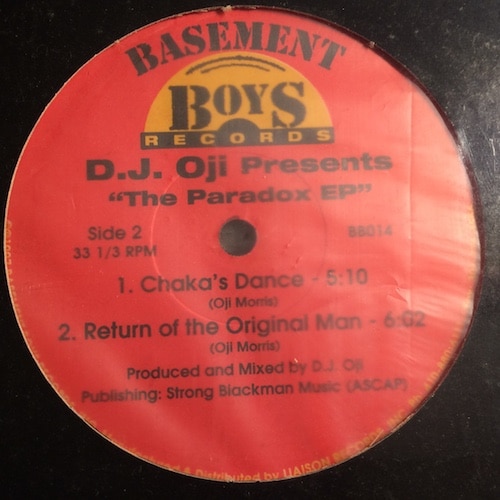 BASEMENT
BOYS
RECORDS
D.J. Oji Presents
"The Paradox EP"
Side 2
BB014
33 1/3 RPM
1. Chaka's Dance - 5:10
(Oji Morris)
2. Return of the Original Man - 6:02
(Oji Morris)
Produced and Mixed by D.J. Oji
Publishing: Strong Blackman Music (ASCAP)
& Distributed by LIAISON RECORDS